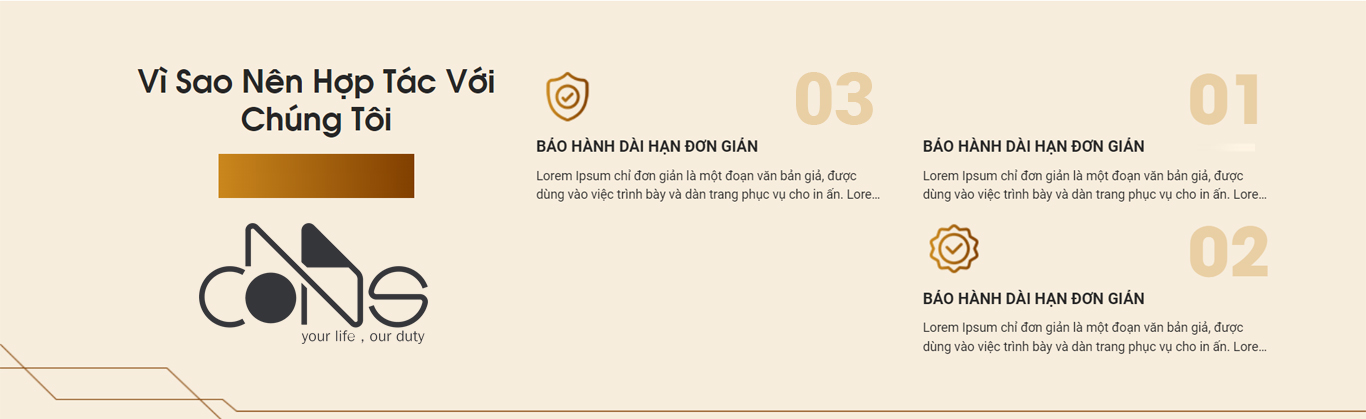 Vì Sao Nên Hợp Tác Với
Chúng Tôi
CONS
your life , our duty
03
BẢO HÀNH DÀI HẠN ĐƠN GIẢN
Lorem Ipsum chỉ đơn giản là một đoạn văn bản giả, được
dùng vào việc trình bày và dàn trang phục vụ cho in ấn. Lore...
01
BẢO HÀNH DÀI HẠN ĐƠN GIẢN
Lorem Ipsum chỉ đơn giản là một đoạn văn bản giả, được
dùng vào việc trình bày và dàn trang phục vụ cho in ấn. Lore...
02
BẢO HÀNH DÀI HẠN ĐƠN GIẢN
Lorem Ipsum chỉ đơn giản là một đoạn văn bản giả, được
dùng vào việc trình bày và dàn trang phục vụ cho in ấn. Lore...